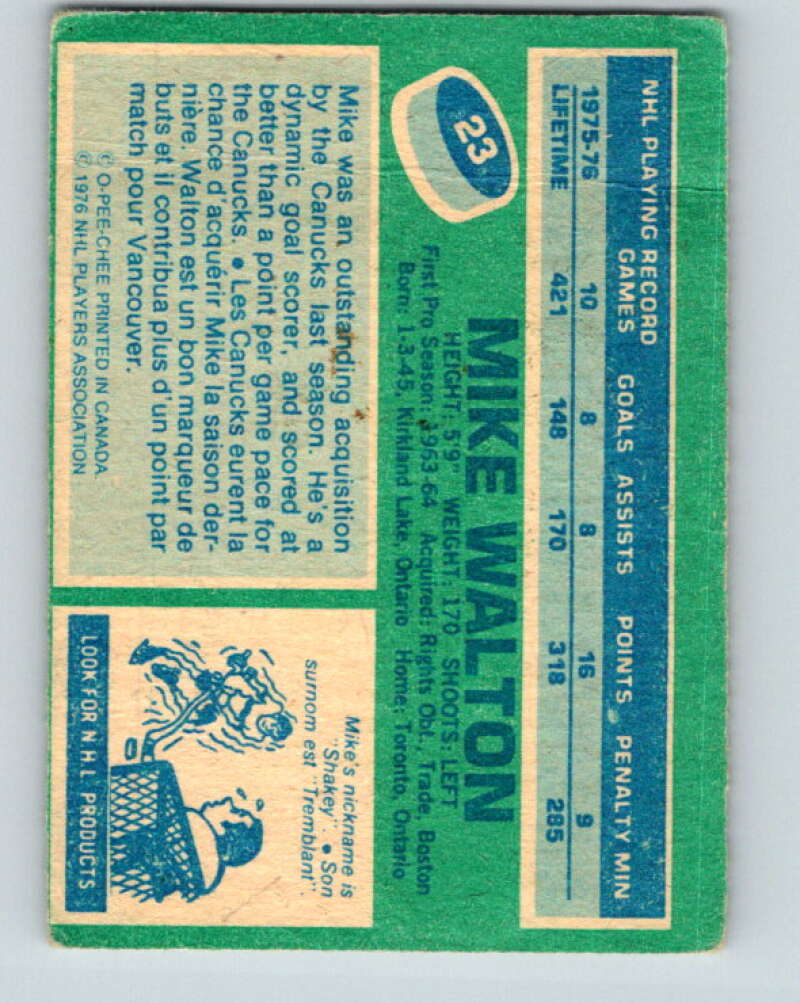 NHL PLAYING RECORD
GAMES GOALS ASSISTS POINTS PENALTY MIN
1975-76 10 8 8 16 9
LIFETIME 421 148 170 318 285
23
MIKE WALTON
HEIGHT: 5'9" WEIGHT: 170 SHOOTS: LEFT
First Pro Season: 1963-64 Acquired: Rights Obt., Trade, Boston
Born: 1-3-45, Kirkland Lake, Ontario Home: Toronto, Ontario
Mike was an outstanding acquisition
by the Canucks last season. He's a
dynamic goal scorer, and scored at
better than a point per game pace for
the Canucks. • Les Canucks eurent la
chance d'acquérir Mike la saison der-
nière. Walton est un bon marqueur de
buts et il contribua plus d'un point par
match pour Vancouver.
© O-PEE-CHEE PRINTED IN CANADA.
© 1976 NHL PLAYERS ASSOCIATION
Mike's nickname is
"Shakey". • Son
surnom est "Tremblant".
LOOK FOR N.H.L. PRODUCTS